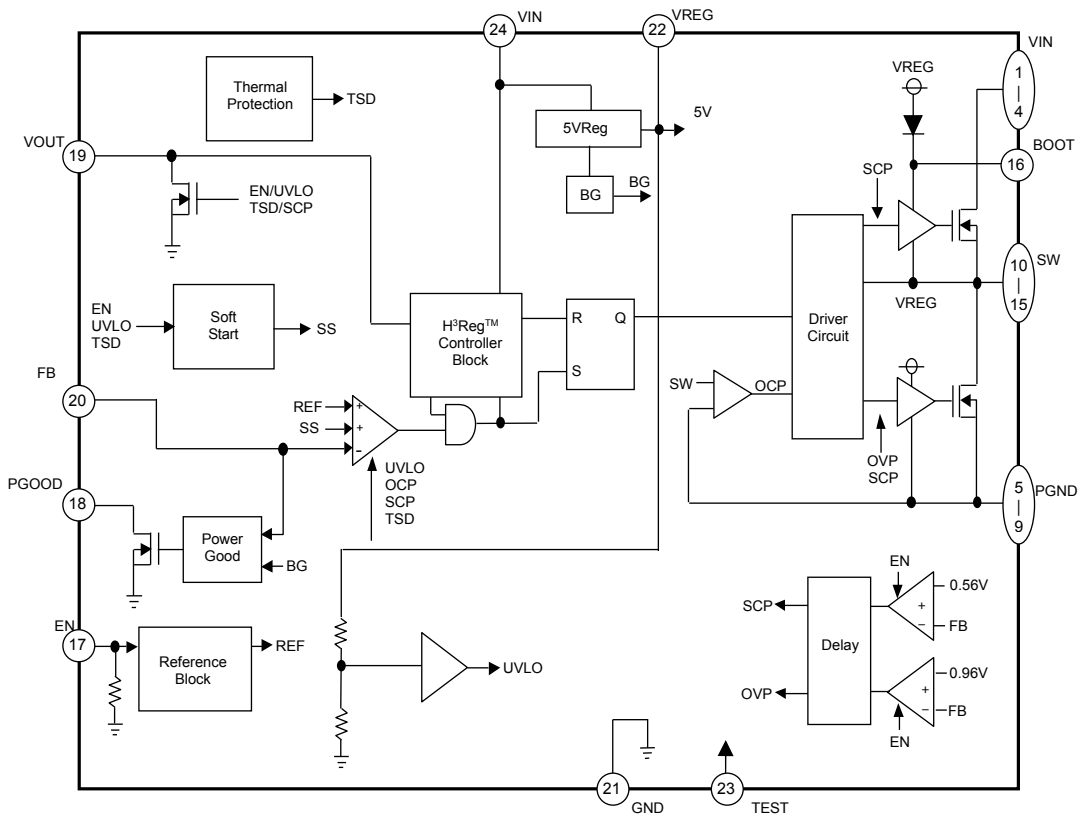 VIN
24
VREG
22
VIN
1
4
Thermal
Protection
TSD
VREG
5VReg
5V
VOUT
19
BOOT
16
EN/UVLO
TSD/SCP
BG
BG
SCP
SW
10
15
VREG
EN
UVLO
TSD
Soft
Start
SS
H³Reg™
Controller
Block
R
Q
S
Driver
Circuit
FB
20
REF
+
SS
+
−
SW
OCP
UVLO
OCP
SCP
TSD
OVP
SCP
PGOOD
18
PGND
5
9
Power
Good
BG
EN
0.56V
+
−
FB
SCP
Delay
EN
17
Reference
Block
REF
UVLO
0.96V
+
−
FB
OVP
EN
21
GND
23
TEST